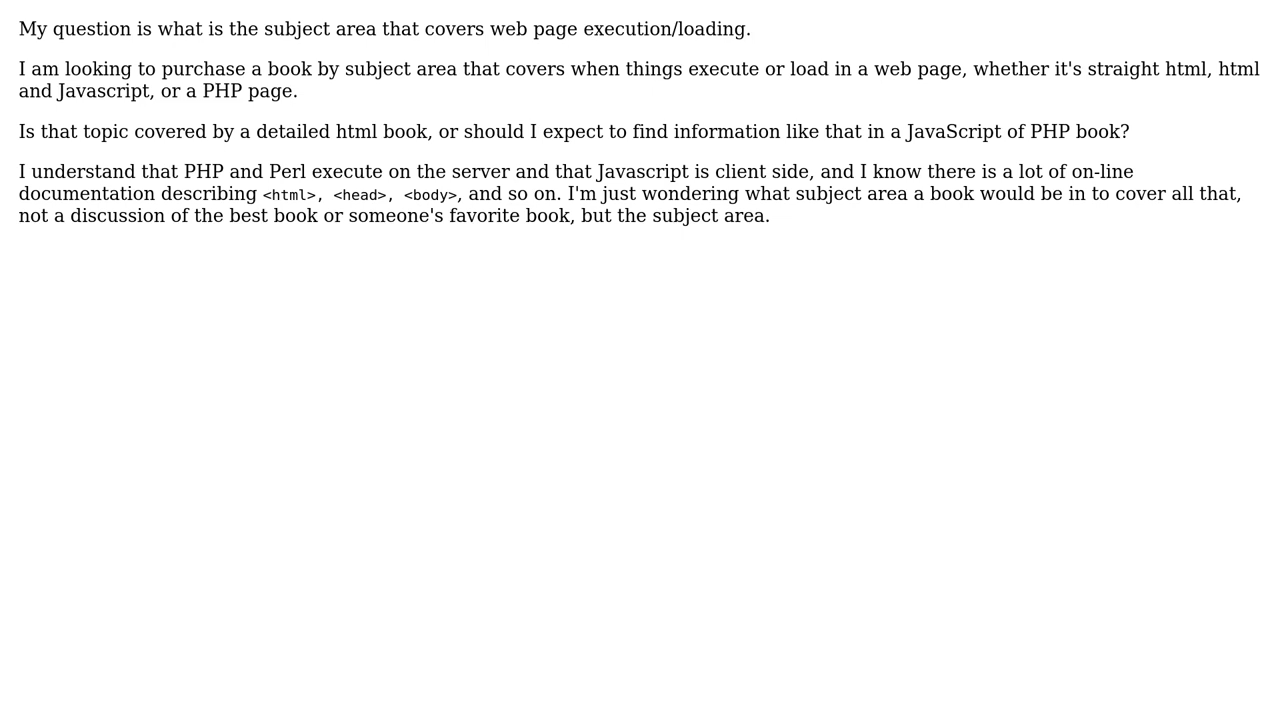 My question is what is the subject area that covers web page execution/loading.
I am looking to purchase a book by subject area that covers when things execute or load in a web page, whether it's straight html, html
and Javascript, or a PHP page.
Is that topic covered by a detailed html book, or should I expect to find information like that in a JavaScript of PHP book?
I understand that PHP and Perl execute on the server and that Javascript is client side, and I know there is a lot of on-line
documentation describing <html>, <head>, <body>, and so on. I'm just wondering what subject area a book would be in to cover all that,
not a discussion of the best book or someone's favorite book, but the subject area.